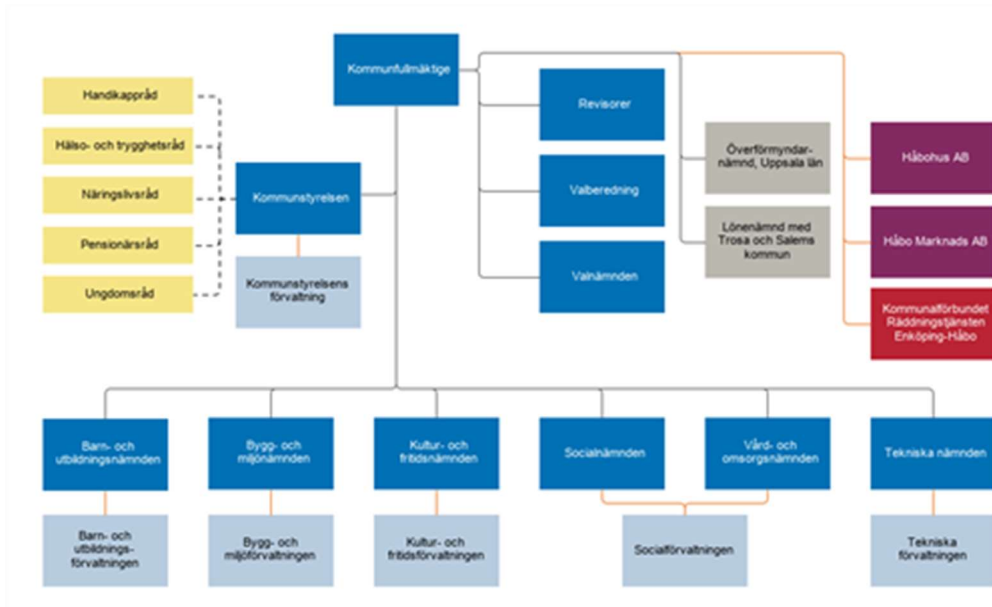 Kommunfullmäktige
Handikappråd
Hälso- och trygghetsråd
Näringslivsråd
Pensionärsråd
Ungdomsråd
Kommunstyrelsen
Kommunstyrelsens
förvaltning
Revisorer
Valberedning
Valnämnden
Överförmyndar-
nämnd, Uppsala län
Lönenämnd med
Trosa och Salems
kommun
Håbohus AB
Håbo Marknads AB
Kommunalförbundet
Räddningstjänsten
Enköping-Håbo
Barn- och
utbildningsnämnden
Bygg- och
miljönämnden
Kultur- och
fritidsnämnden
Socialnämnden
Vård- och
omsorgsnämnden
Tekniska nämnden
Barn- och
utbildnings-
förvaltningen
Bygg- och
miljöförvaltningen
Kultur- och
fritidsförvaltningen
Socialförvaltningen
Tekniska
förvaltningen